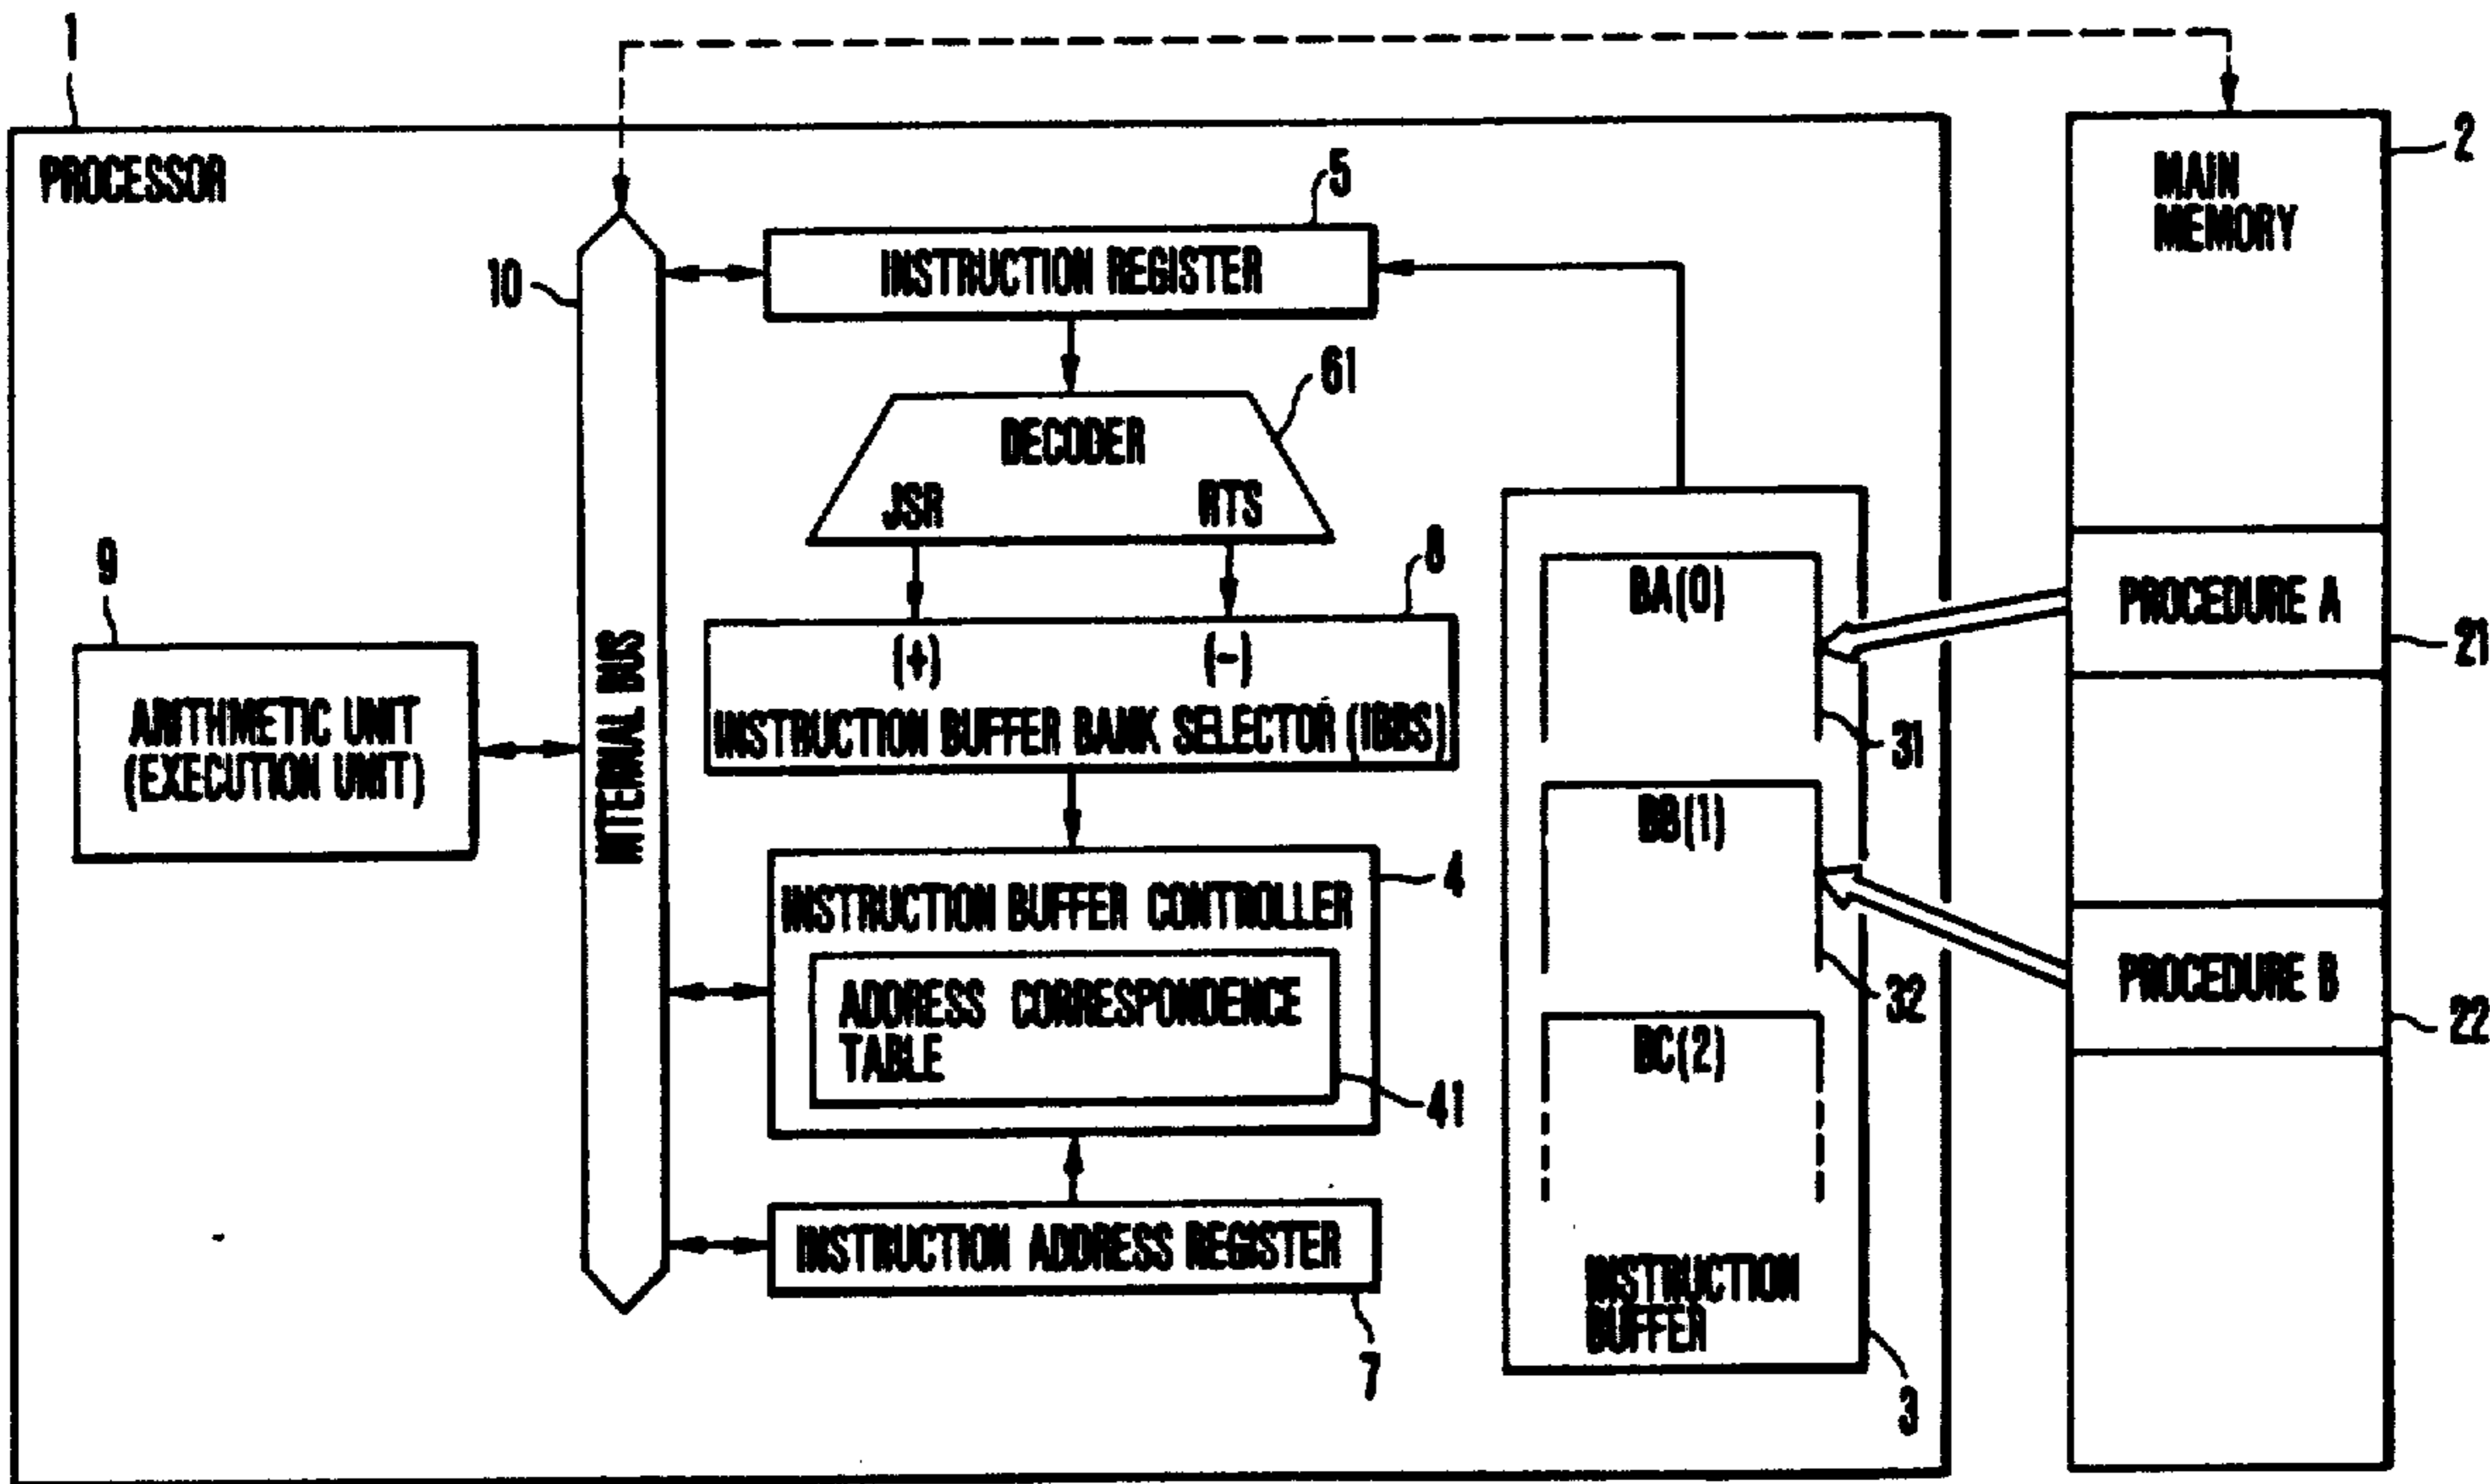 1
PROCESSOR
2
MAIN
MEMORY
5
10
INSTRUCTION REGISTER
61
DECODER
JSR RTS
8
9
(+) (-)
INSTRUCTION BUFFER BANK SELECTOR (IBBS)
ARITHMETIC UNIT
(EXECUTION UNIT)
INTERNAL BUS
BA(0)
PROCEDURE A
21
31
BB(1)
4
INSTRUCTION BUFFER CONTROLLER
ADDRESS CORRESPONDENCE
TABLE
41
32
PROCEDURE B
22
BC(2)
INSTRUCTION ADDRESS REGISTER
7
INSTRUCTION
BUFFER
3